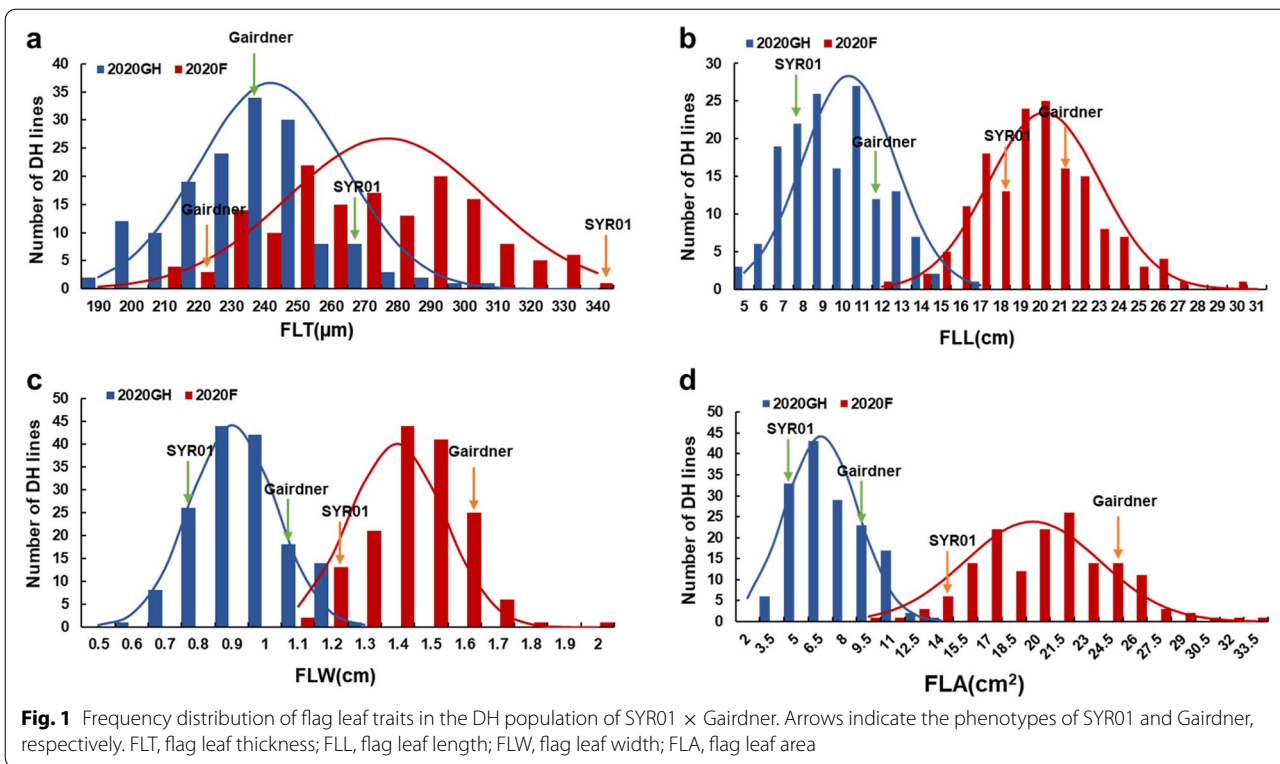 a
Gairdner
40
2020GH
2020F
35
30
25
20
15
10
5
0
Number of DH lines
SYR01
Gairdner
SYR01
190 200 210 220 230 240 250 260 270 280 290 300 310 320 330 340
FLT(µm)
b
30
2020GH
2020F
SYR01
25
20
15
10
5
0
Number of DH lines
Gairdner
SYR01
Gairdner
5 6 7 8 9 10 11 12 13 14 15 16 17 18 19 20 21 22 23 24 25 26 27 28 29 30 31
FLL(cm)
c
50
2020GH
2020F
45
40
35
30
25
20
15
10
5
0
Number of DH lines
SYR01
Gairdner
SYR01
Gairdner
0.5 0.6 0.7 0.8 0.9 1 1.1 1.2 1.3 1.4 1.5 1.6 1.7 1.8 1.9 2
FLW(cm)
d
50
2020GH
2020F
45
40
35
30
25
20
15
10
5
0
Number of DH lines
SYR01
Gairdner
SYR01
Gairdner
2 3.5 5 6.5 8 9.5 11 12.5 14 15.5 17 18.5 20 21.5 23 24.5 26 27.5 29 30.5 32 33.5
FLA(cm²)
Fig. 1 Frequency distribution of flag leaf traits in the DH population of SYR01 × Gairdner. Arrows indicate the phenotypes of SYR01 and Gairdner,
respectively. FLT, flag leaf thickness; FLL, flag leaf length; FLW, flag leaf width; FLA, flag leaf area